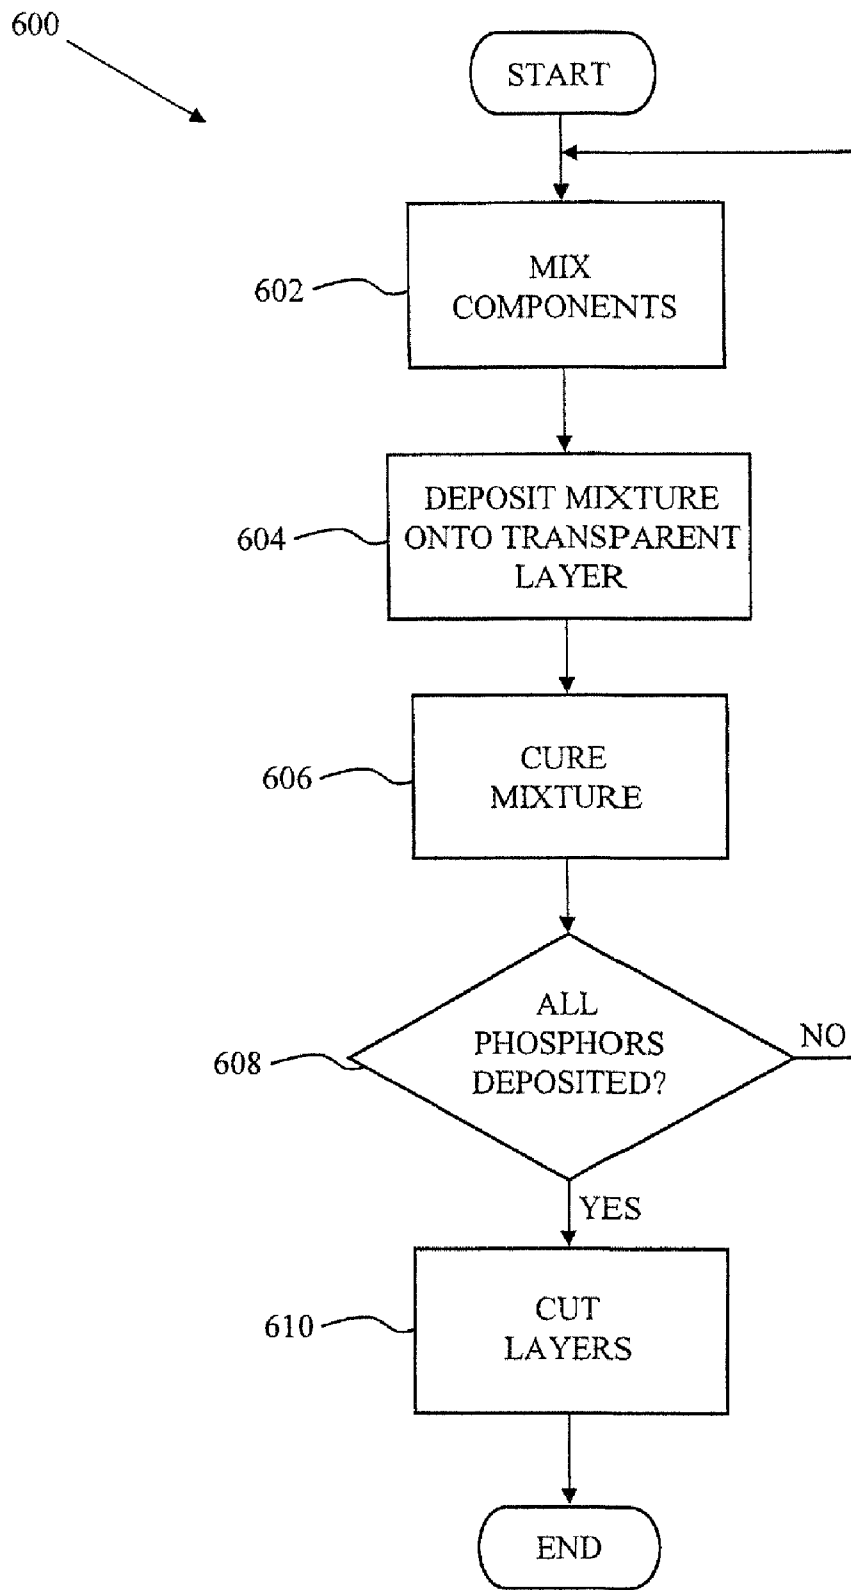 600
START
602
MIX
COMPONENTS
604
DEPOSIT MIXTURE
ONTO TRANSPARENT
LAYER
606
CURE
MIXTURE
608
ALL
PHOSPHORS
DEPOSITED?
NO
YES
610
CUT
LAYERS
END